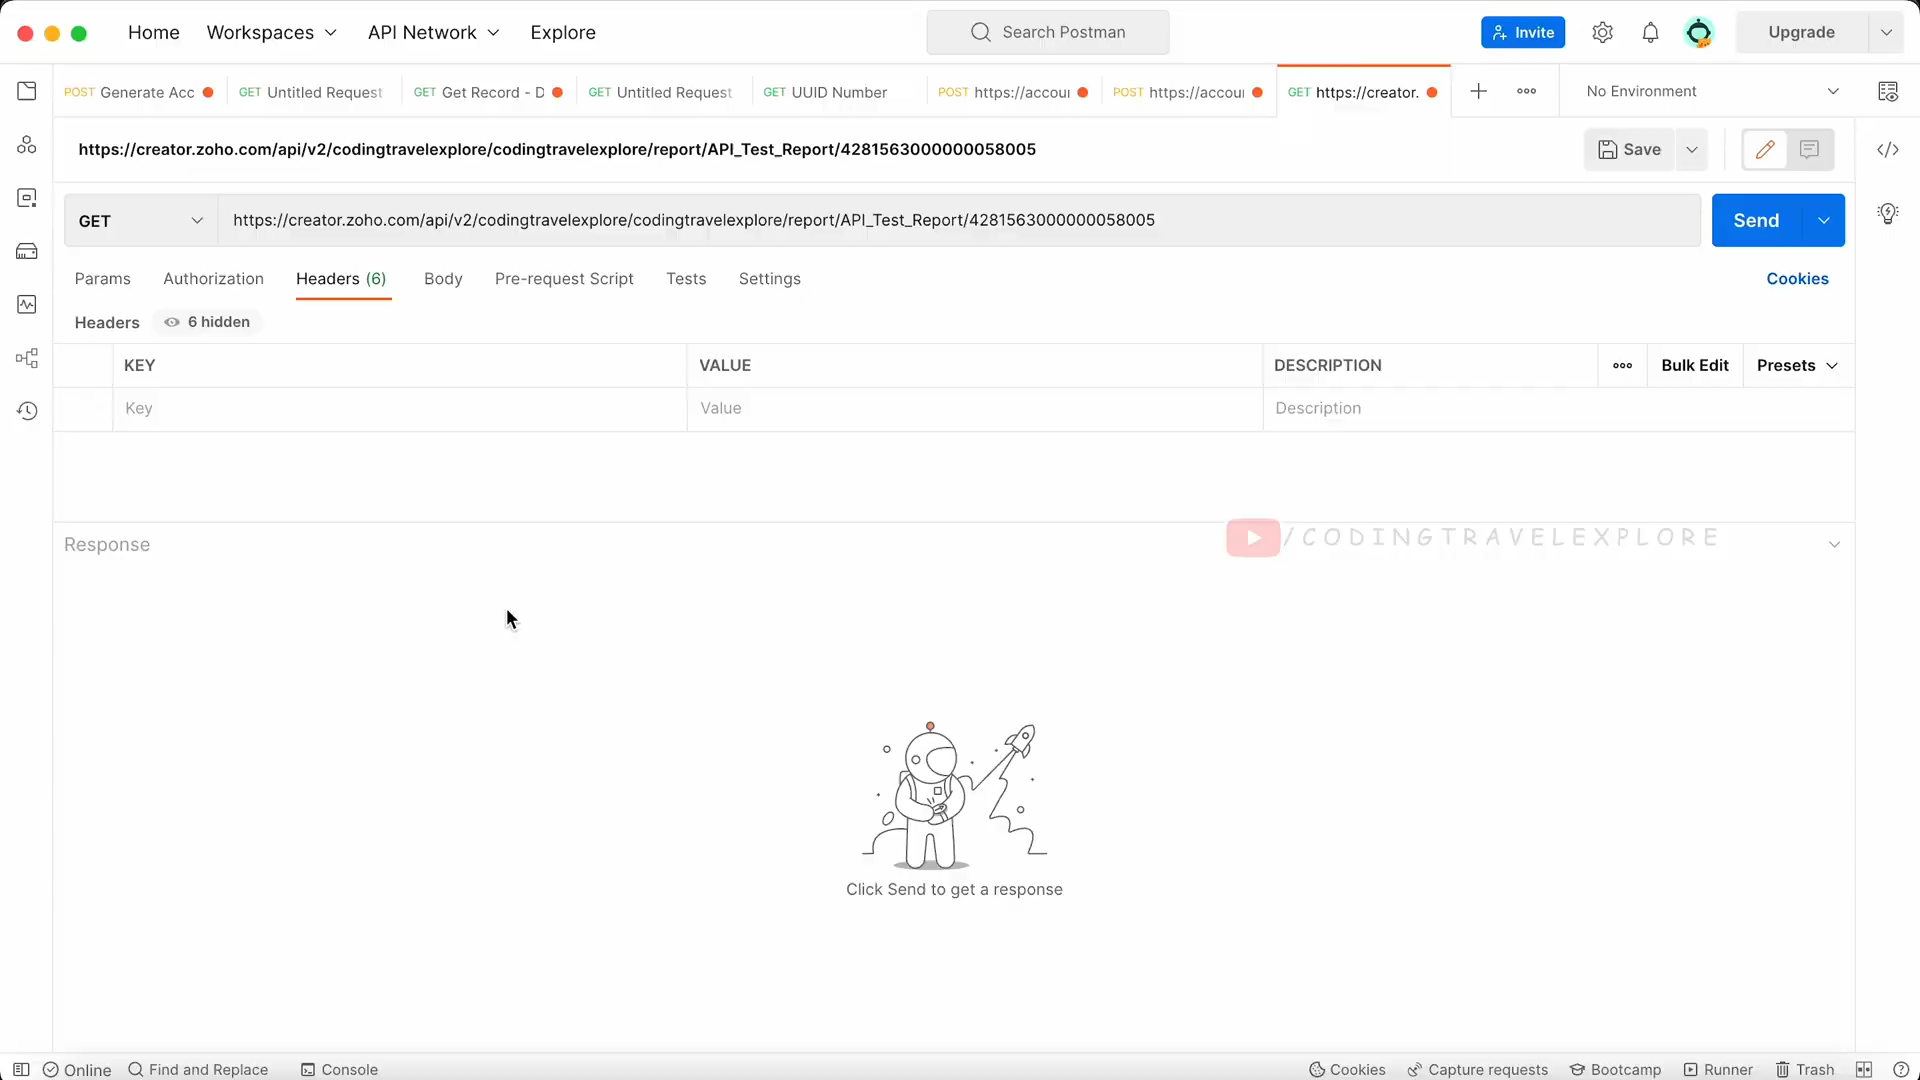 Home Workspaces API Network Explore Search Postman Invite Upgrade
POST Generate Acc GET Untitled Request GET Get Record - D GET Untitled Request GET UUID Number POST https://accou POST https://accou GET https://creator. No Environment
https://creator.zoho.com/api/v2/codingtravelexplore/codingtravelexplore/report/API_Test_Report/4281563000000058005 Save
GET https://creator.zoho.com/api/v2/codingtravelexplore/codingtravelexplore/report/API_Test_Report/4281563000000058005 Send
Params Authorization Headers (6) Body Pre-request Script Tests Settings Cookies
Headers 6 hidden
KEY VALUE DESCRIPTION Bulk Edit Presets
Key Value Description
/CODINGTRAVELEXPLORE
Response
Click Send to get a response
Online Find and Replace Console Cookies Capture requests Bootcamp Runner Trash